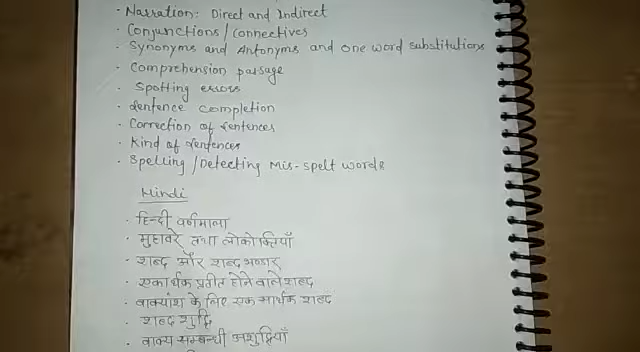 · Narration: Direct and Indirect
· Conjunctions/Connectives
· Synonyms and Antonyms and one word substitutions
· Comprehension passage
· Spotting errors
· Sentence completion
· Correction of sentences
· Kind of sentences
· Spelling/Detecting Mis-spelt words
Hindi
· हिन्दी वर्णमाला
· मुहावरे तथा लोकोक्तियाँ
· शब्द और शब्द भण्डार
· एकार्थक प्रतीत होने वाले शब्द
· वाक्यांश के लिए एक सार्थक शब्द
· शब्द शुद्धि
· वाक्य सम्बन्धी अशुद्धियाँ